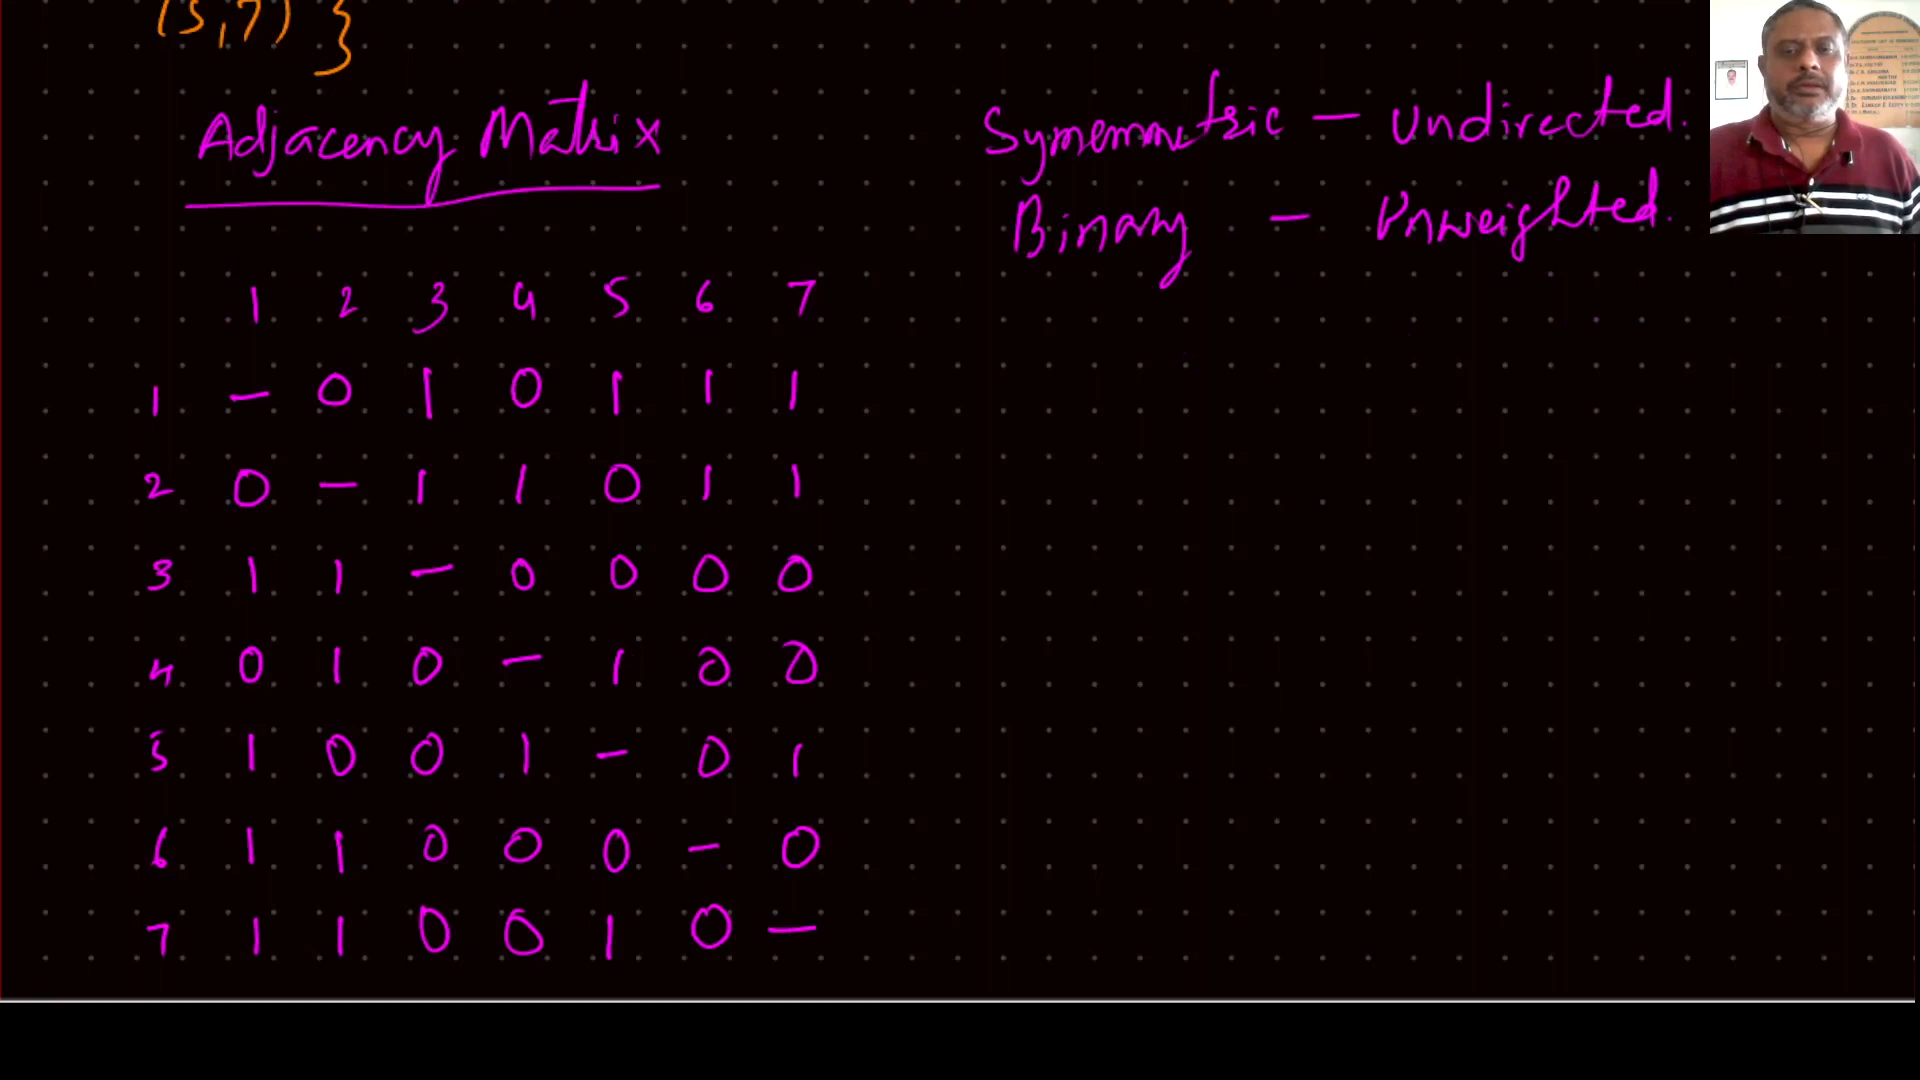 (5,7) }
Adjacency Matrix
Symemmetric - Undirected.
Binary - Unweighted.
1 2 3 4 5 6 7
1 - 0 1 0 1 1 1
2 0 - 1 1 0 1 1
3 1 1 - 0 0 0 0
4 0 1 0 - 1 0 0
5 1 0 0 1 - 0 1
6 1 1 0 0 0 - 0
7 1 1 0 0 1 0 -